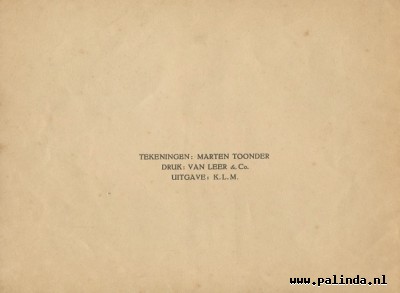 TEKENINGEN: MARTEN TOONDER
DRUK: VAN LEER & Co.
UITGAVE: K.L.M.
www.palinda.nl